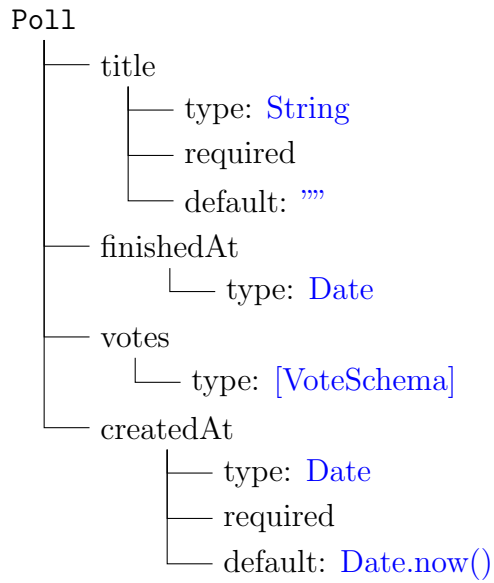 Poll
title
type: String
required
default: ””
finishedAt
type: Date
votes
type: [VoteSchema]
createdAt
type: Date
required
default: Date.now()